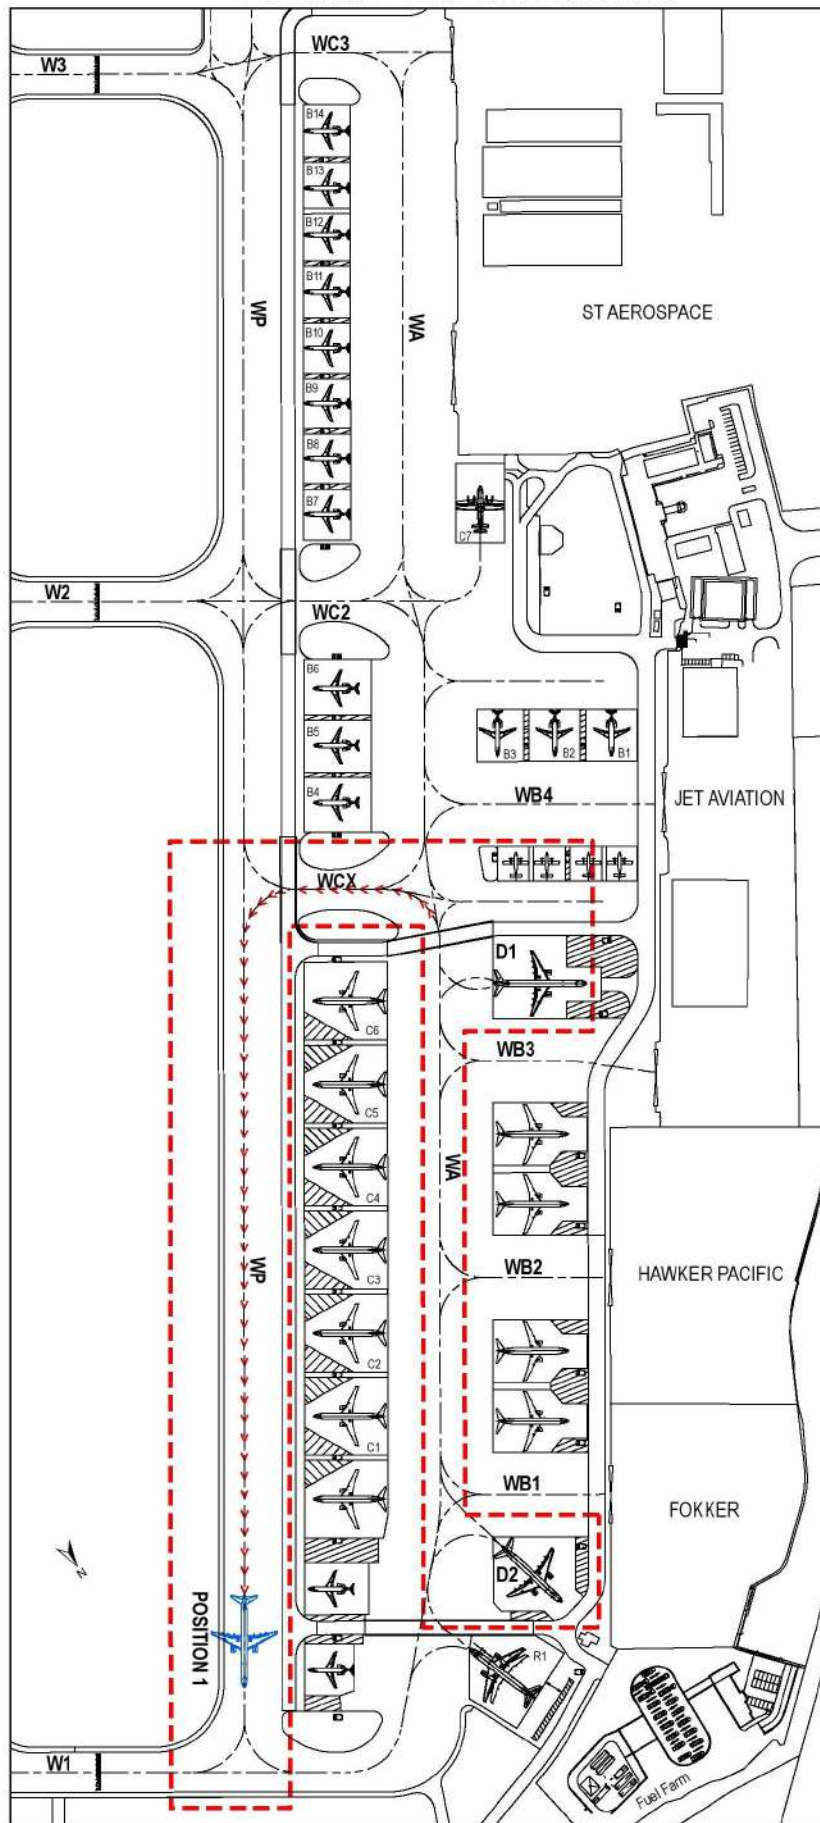 WC3
W3
B14
B13
B12
B11
B10
B9
B8
B7
WP
WA
ST AEROSPACE
C7
W2
WC2
B6
B5
B4
B3
B2
B1
WB4
JET AVIATION
WCX
D1
C6
WB3
C5
WA
C4
WP
C3
WB2
HAWKER PACIFIC
C2
C1
WB1
FOKKER
D2
POSITION 1
N
R1
W1
Fuel Farm